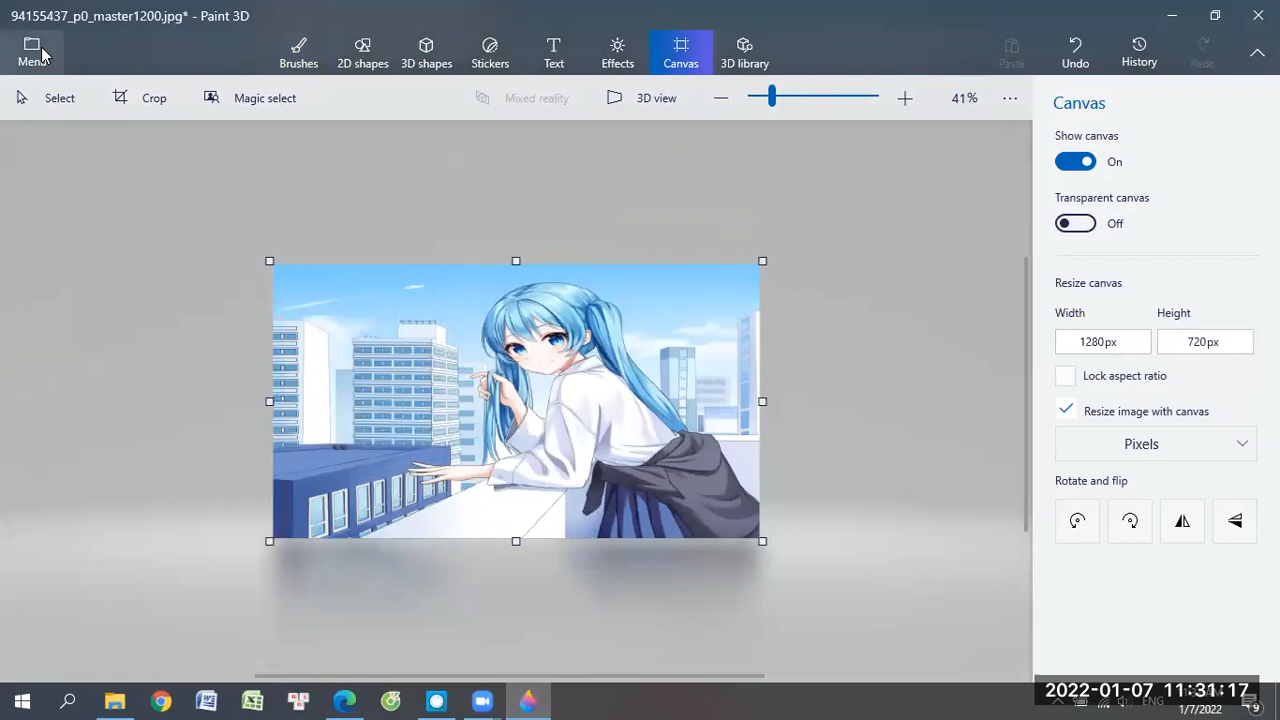 94155437_p0_master1200.jpg* - Paint 3D
Menu
Brushes
2D shapes
3D shapes
Stickers
Text
Effects
Canvas
3D library
Paste
Undo
History
Redo
Select
Crop
Magic select
Mixed reality
3D view
41%
Canvas
Show canvas
On
Transparent canvas
Off
Resize canvas
Width
Height
1280px
720px
Lock aspect ratio
Resize image with canvas
Pixels
Rotate and flip
2022-01-07 11:31:17
ENG
1/7/2022
9